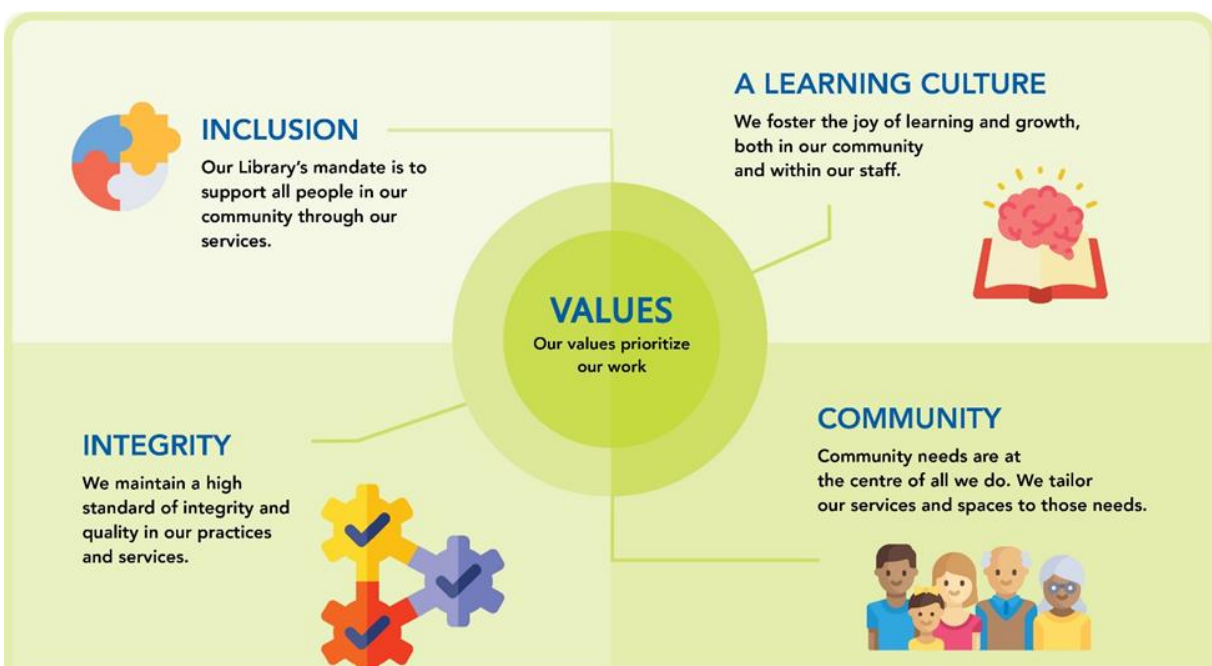 INCLUSION
Our Library's mandate is to
support all people in our
community through our
services.
A LEARNING CULTURE
We foster the joy of learning and growth,
both in our community
and within our staff.
VALUES
Our values prioritize
our work
INTEGRITY
We maintain a high
standard of integrity and
quality in our practices
and services.
COMMUNITY
Community needs are at
the centre of all we do. We tailor
our services and spaces to those needs.